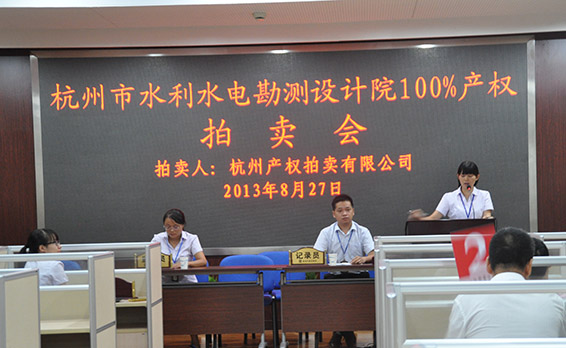 杭州市水利水电勘测设计院100%产权
拍卖会
拍卖人：杭州产权拍卖有限公司
2013年8月27日
记录员
2